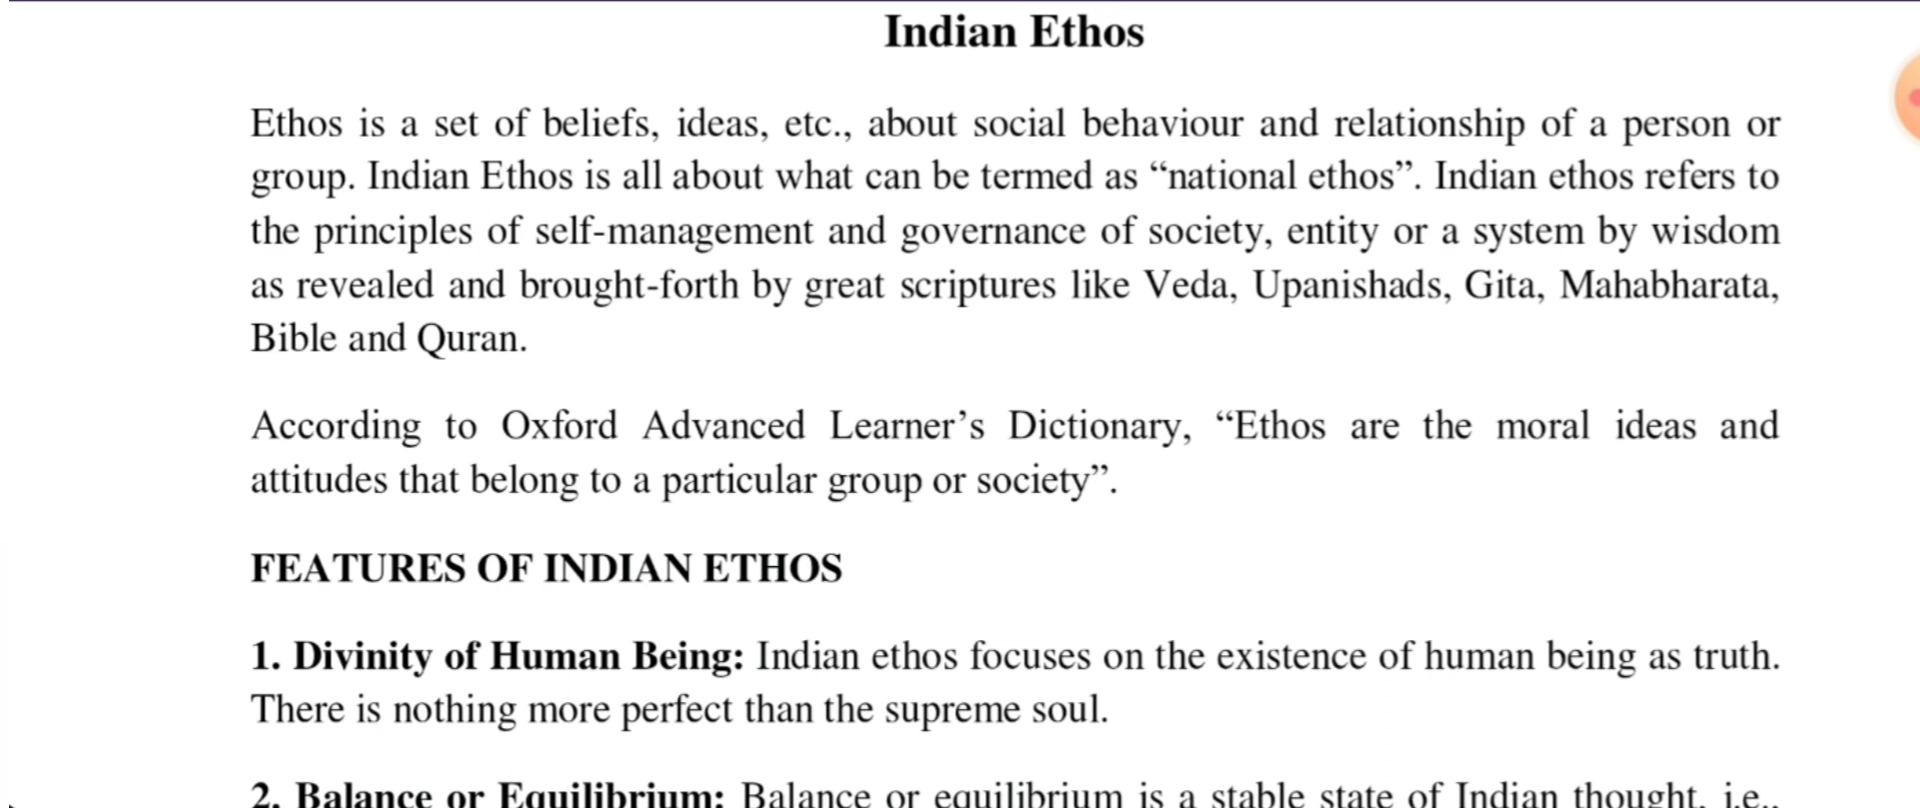 Indian Ethos
Ethos is a set of beliefs, ideas, etc., about social behaviour and relationship of a person or
group. Indian Ethos is all about what can be termed as “national ethos”. Indian ethos refers to
the principles of self-management and governance of society, entity or a system by wisdom
as revealed and brought-forth by great scriptures like Veda, Upanishads, Gita, Mahabharata,
Bible and Quran.
According to Oxford Advanced Learner’s Dictionary, “Ethos are the moral ideas and
attitudes that belong to a particular group or society”.
FEATURES OF INDIAN ETHOS
1. Divinity of Human Being: Indian ethos focuses on the existence of human being as truth.
There is nothing more perfect than the supreme soul.
2. Balance or Equilibrium: Balance or equilibrium is a stable state of Indian thought, i.e.,